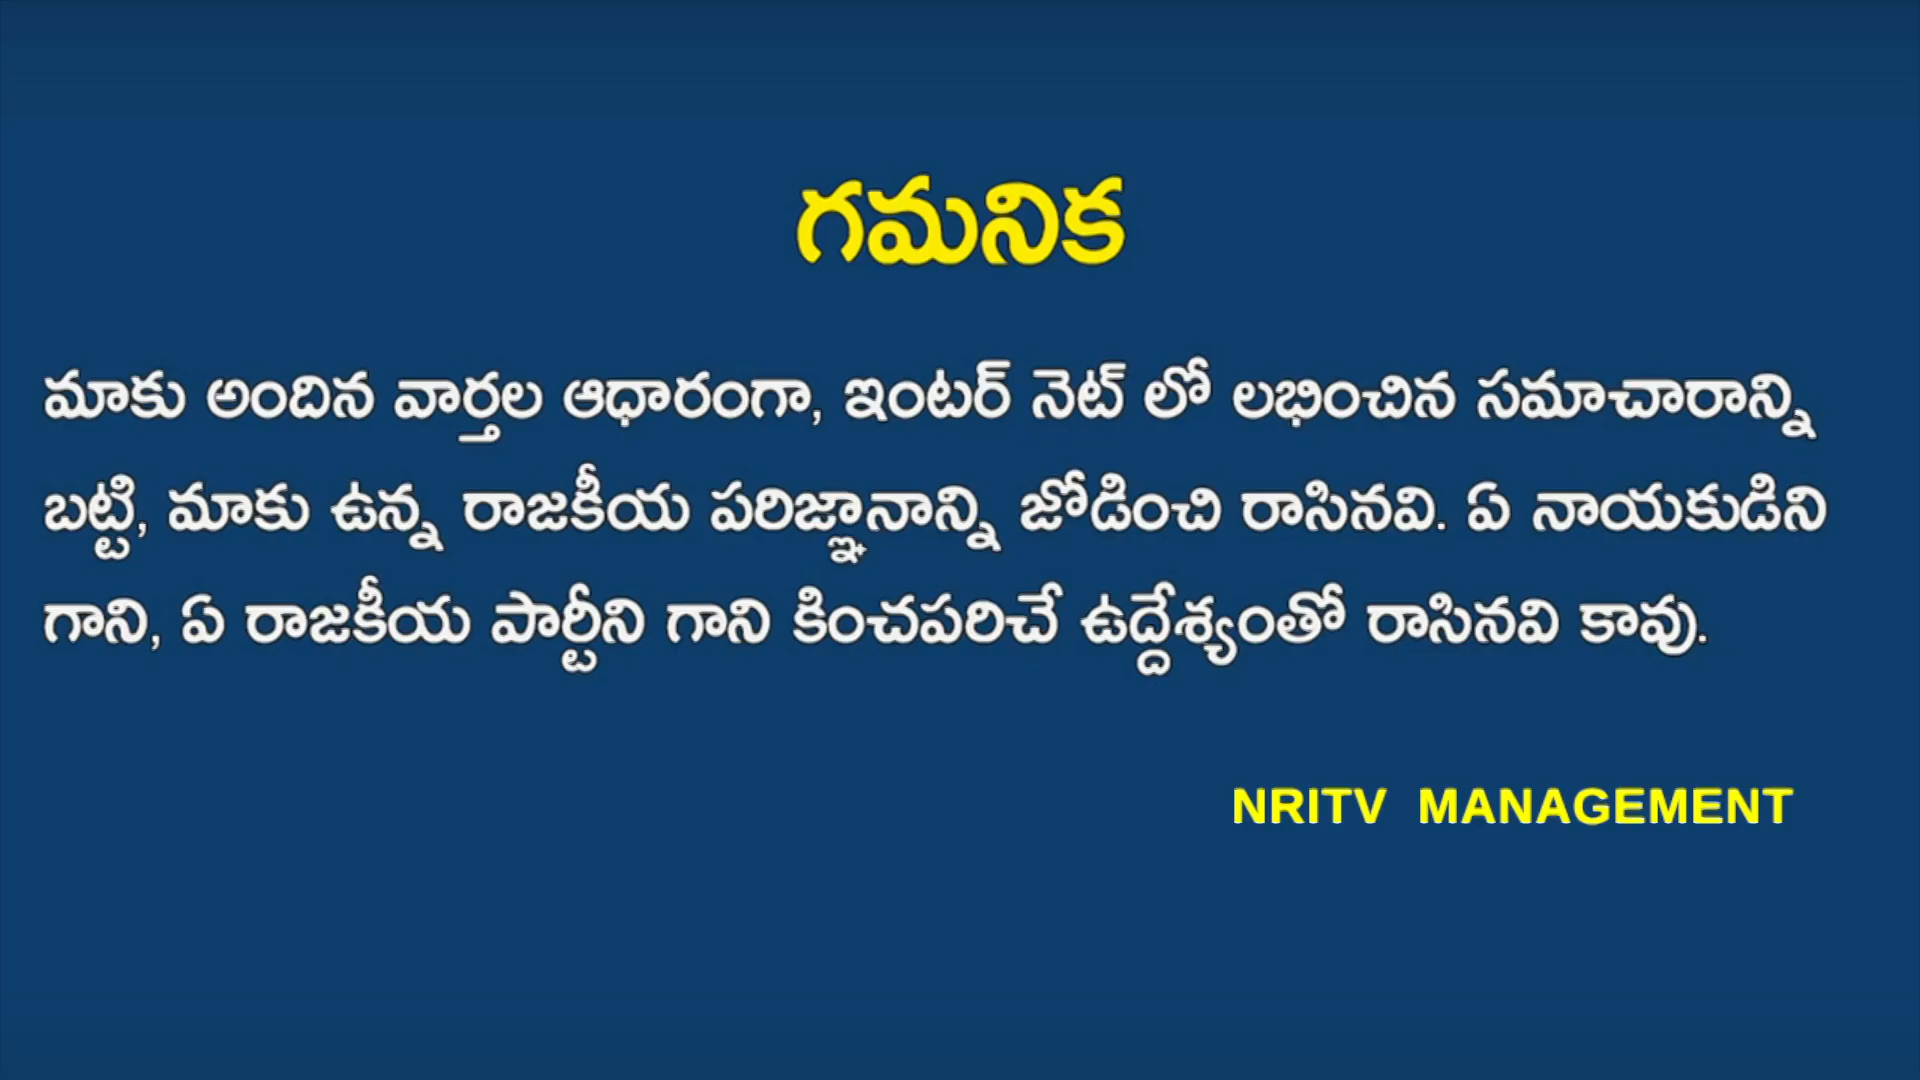 గమనిక
మాకు అందిన వార్తల ఆధారంగా, ఇంటర్ నెట్ లో లభించిన సమాచారాన్ని
బట్టి, మాకు ఉన్న రాజకీయ పరిజ్ఞానాన్ని జోడించి రాసినవి. ఏ నాయకుడిని
గాని, ఏ రాజకీయ పార్టీని గాని కించపరిచే ఉద్దేశ్యంతో రాసినవి కావు.
NRITV MANAGEMENT